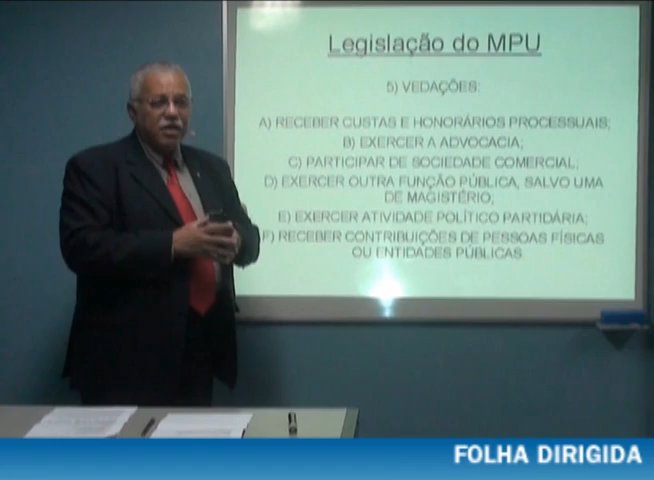 Legislação do MPU
5) VEDAÇÕES:
A) RECEBER CUSTAS E HONORÁRIOS PROCESSUAIS;
B) EXERCER A ADVOCACIA;
C) PARTICIPAR DE SOCIEDADE COMERCIAL;
D) EXERCER OUTRA FUNÇÃO PÚBLICA, SALVO UMA
DE MAGISTÉRIO;
E) EXERCER ATIVIDADE POLÍTICO PARTIDÁRIA;
F) RECEBER CONTRIBUIÇÕES DE PESSOAS FÍSICAS
OU ENTIDADES PÚBLICAS
FOLHA DIRIGIDA